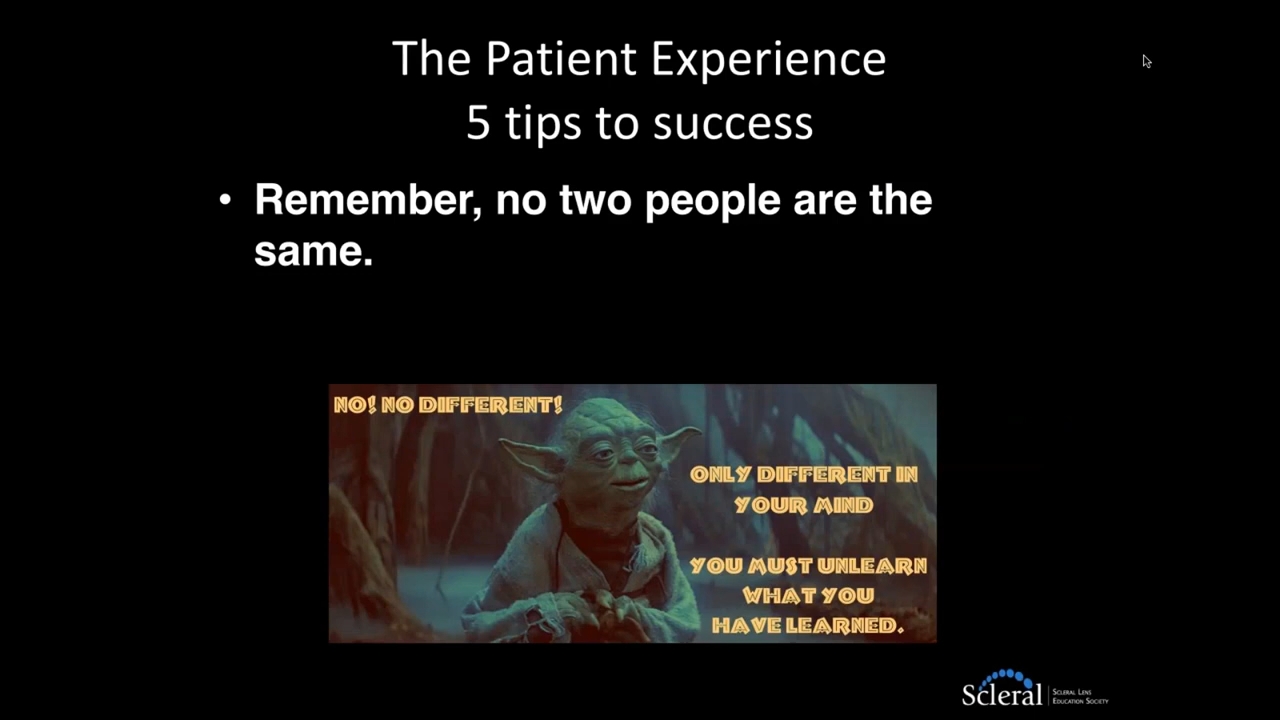 The Patient Experience
5 tips to success
• Remember, no two people are the
same.
NO! NO DIFFERENT!
ONLY DIFFERENT IN
YOUR MIND
YOU MUST UNLEARN
WHAT YOU
HAVE LEARNED.
Scleral
SCLERAL LENS
EDUCATION SOCIETY